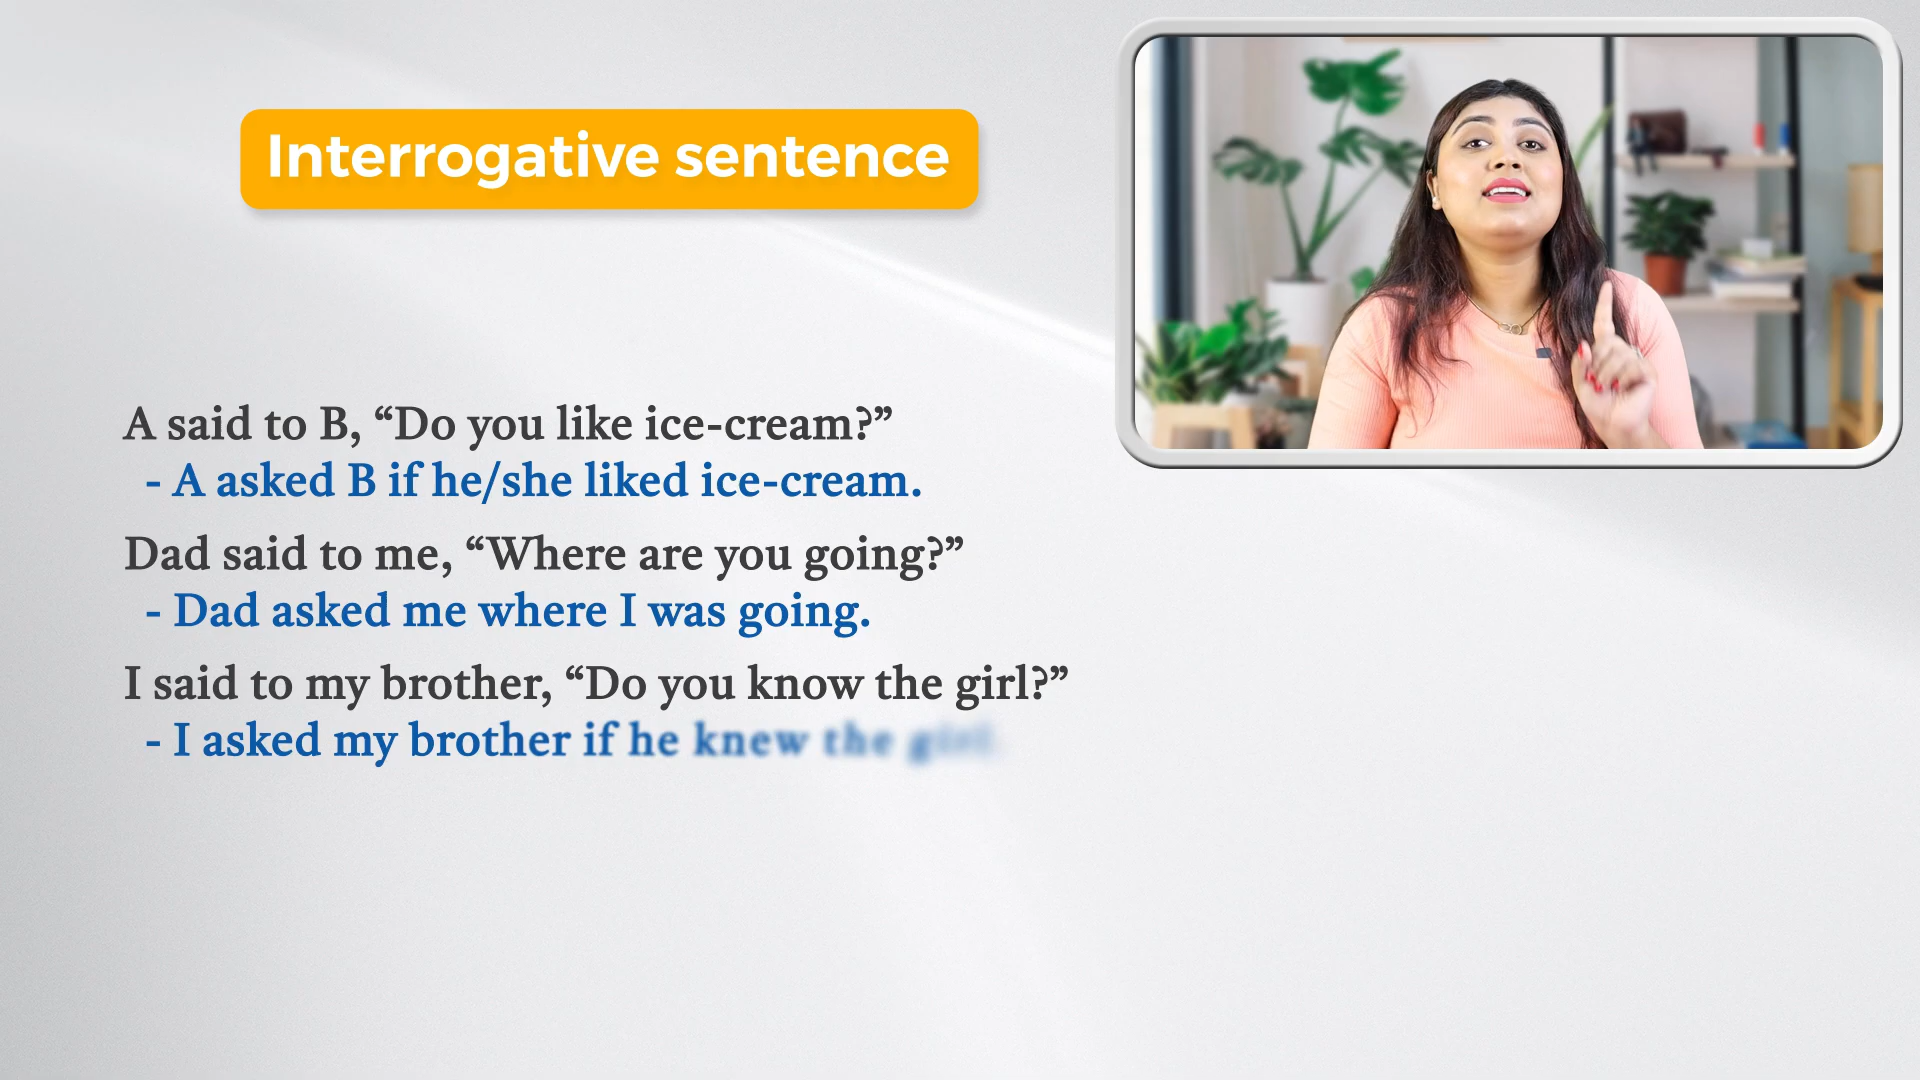 Interrogative sentence
A said to B, “Do you like ice-cream?”
- A asked B if he/she liked ice-cream.
Dad said to me, “Where are you going?”
- Dad asked me where I was going.
I said to my brother, “Do you know the girl?”
- I asked my brother if he knew the girl.